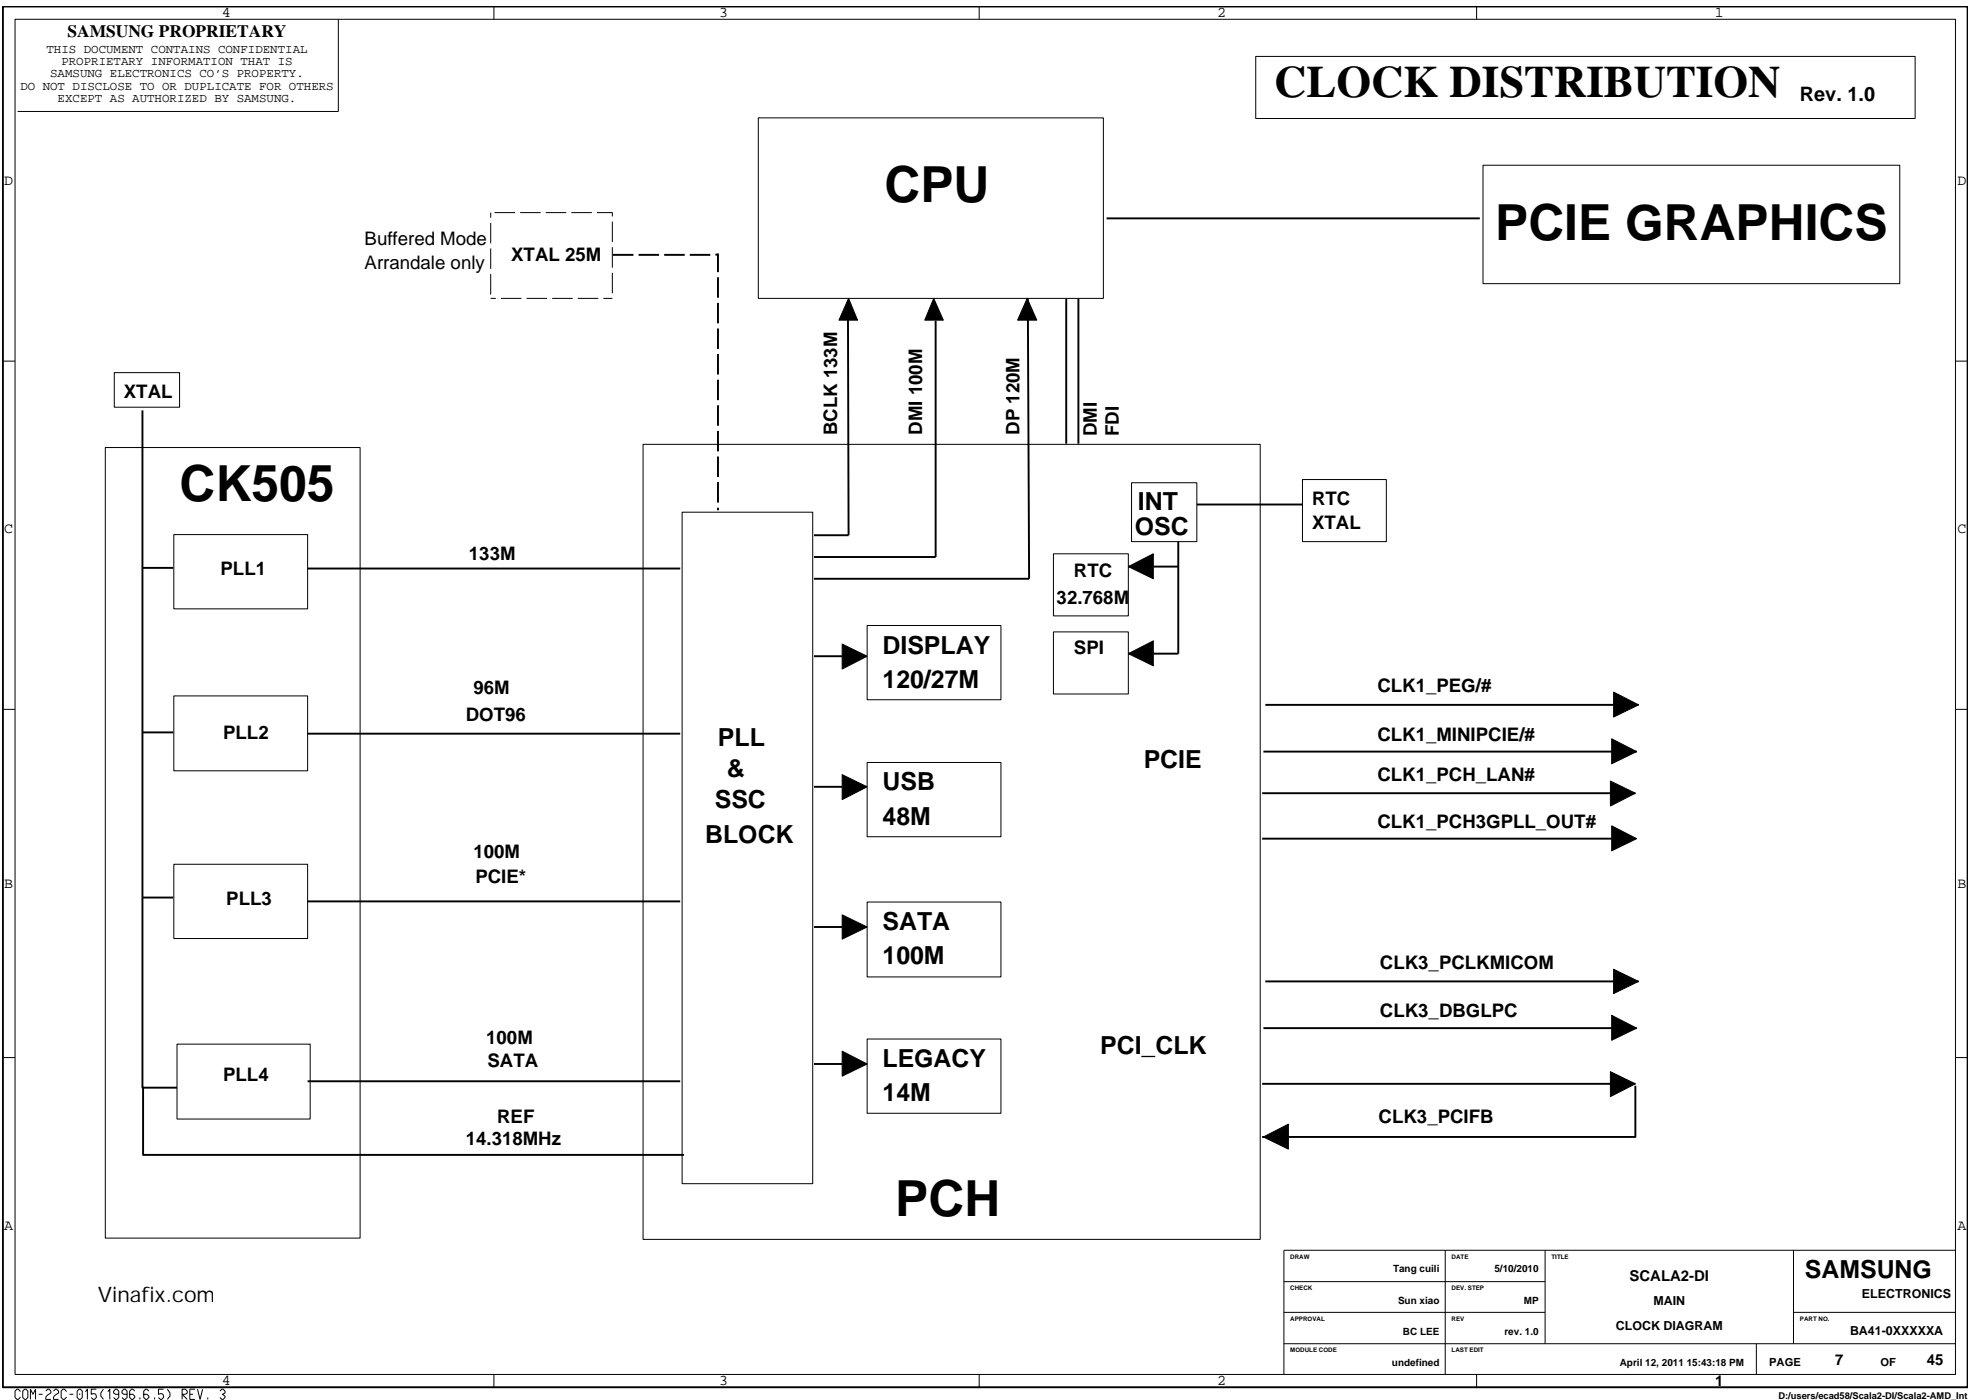 4 3 2 1
SAMSUNG PROPRIETARY
THIS DOCUMENT CONTAINS CONFIDENTIAL
PROPRIETARY INFORMATION THAT IS
SAMSUNG ELECTRONICS CO'S PROPERTY.
DO NOT DISCLOSE TO OR DUPLICATE FOR OTHERS
EXCEPT AS AUTHORIZED BY SAMSUNG.
CLOCK DISTRIBUTION Rev. 1.0
D
D
CPU
PCIE GRAPHICS
Buffered Mode
Arrandale only
XTAL 25M
BCLK 133M
DMI 100M
DP 120M
DMI
FDI
XTAL
CK505
C
C
INT
OSC
RTC
XTAL
PLL1
133M
RTC
32.768M
SPI
DISPLAY
120/27M
96M
DOT96
PLL2
PLL
&
SSC
BLOCK
USB
48M
PCIE
CLK1_PEG/#
CLK1_MINIPCIE/#
CLK1_PCH_LAN#
CLK1_PCH3GPLL_OUT#
B
B
100M
PCIE*
PLL3
SATA
100M
CLK3_PCLKMICOM
CLK3_DBGLPC
PCI_CLK
100M
SATA
PLL4
LEGACY
14M
REF
14.318MHz
CLK3_PCIFB
PCH
A
A
Vinafix.com
DRAW Tang cuili
DATE 5/10/2010
TITLE
SCALA2-DI
MAIN
CLOCK DIAGRAM
SAMSUNG
ELECTRONICS
CHECK Sun xiao
DEV. STEP MP
APPROVAL BC LEE
REV rev. 1.0
PART NO. BA41-0XXXXXA
MODULE CODE undefined
LAST EDIT April 12, 2011 15:43:18 PM
PAGE 7 OF 45
4 3 2 1
COM-22C-015(1996.6.5) REV. 3
D:/users/ecad58/Scala2-DI/Scala2-AMD_Int